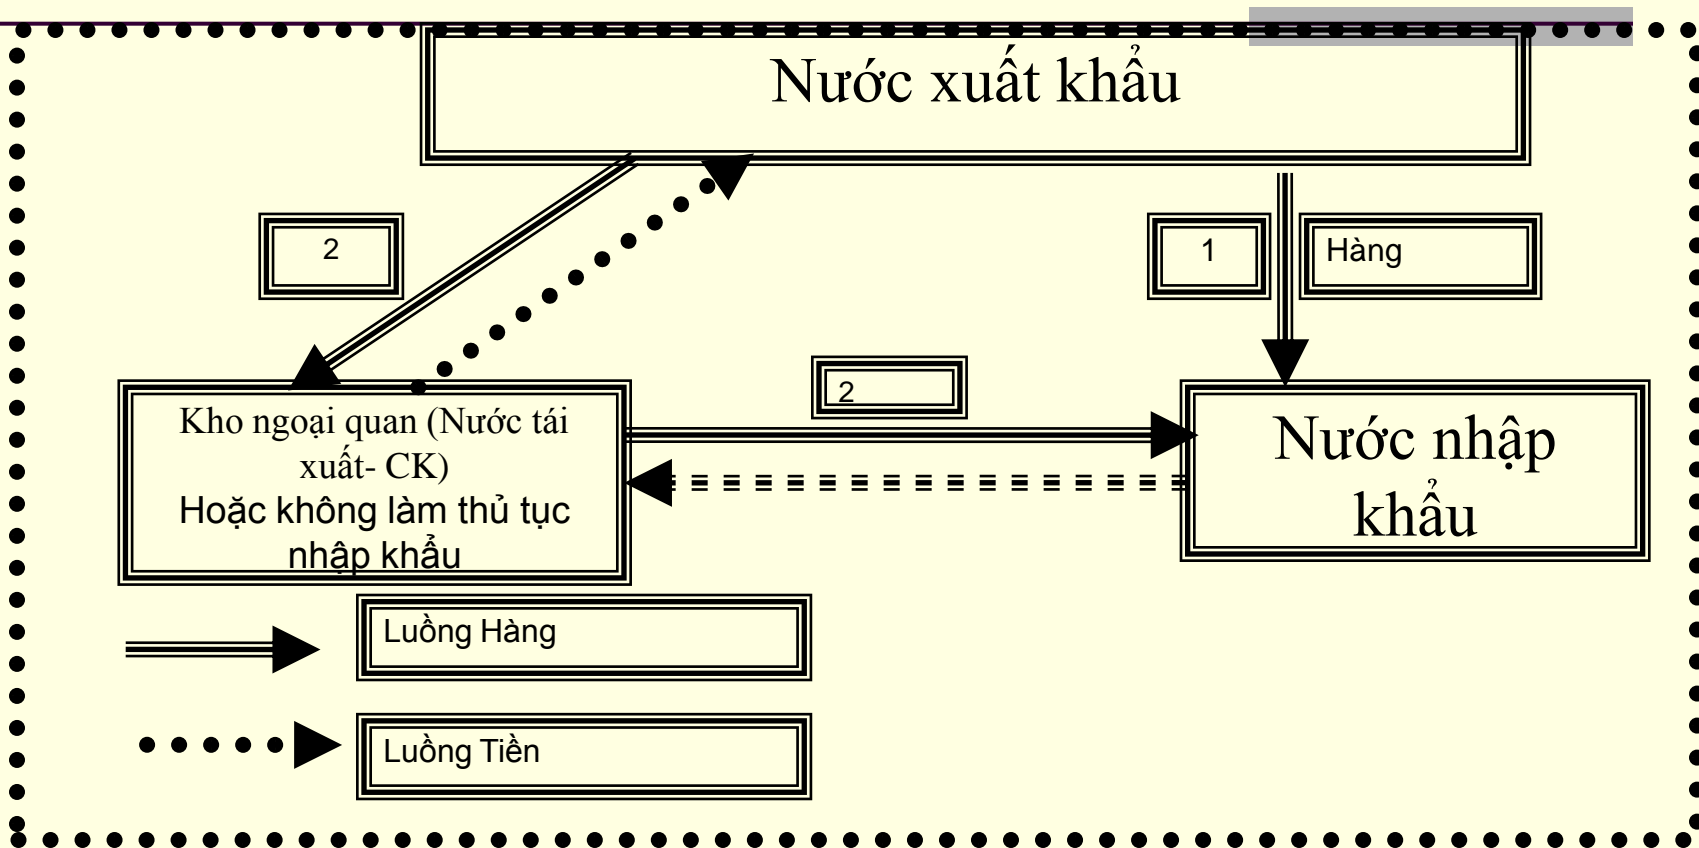 Nước xuất khẩu
2
1
Hàng
2
Kho ngoại quan (Nước tái
xuất- CK)
Hoặc không làm thủ tục
nhập khẩu
Nước nhập
khẩu
Luồng Hàng
Luồng Tiền